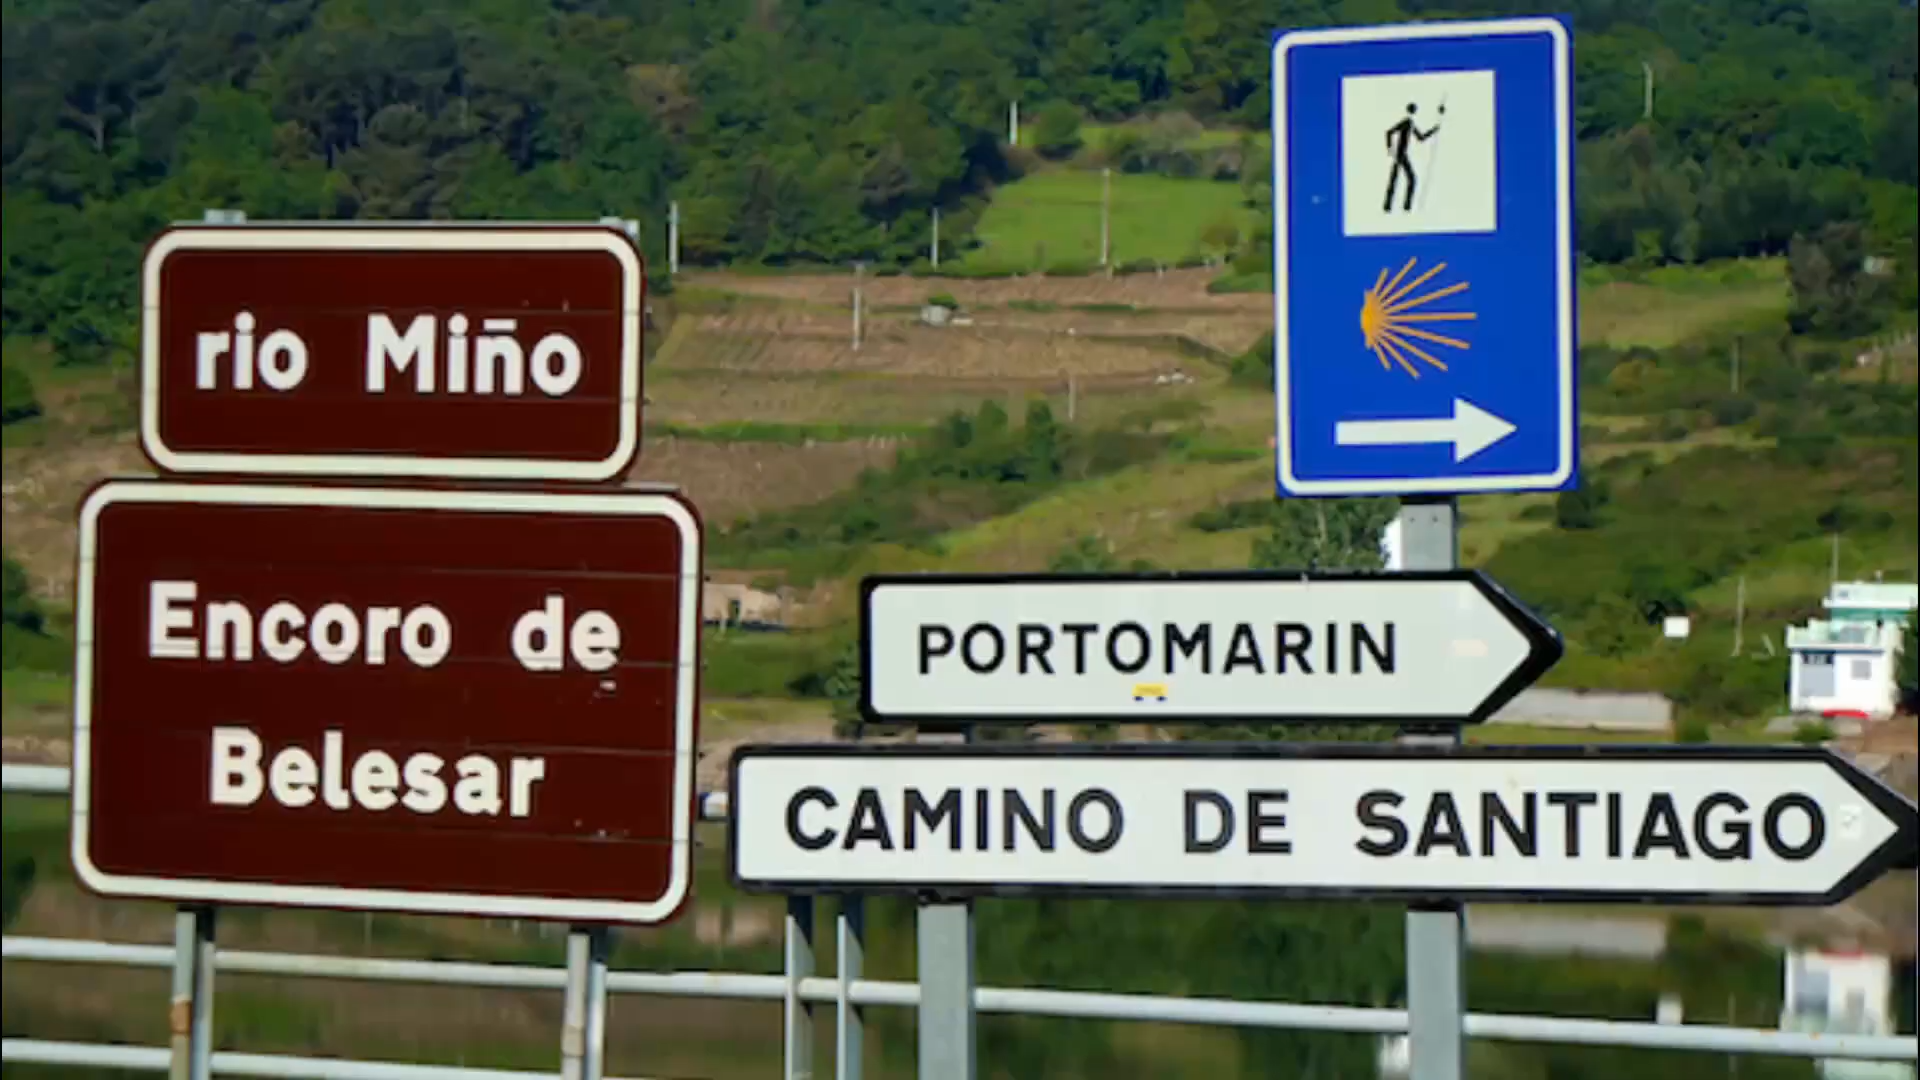 rio Miño
Encoro de
Belesar
PORTOMARIN
CAMINO DE SANTIAGO